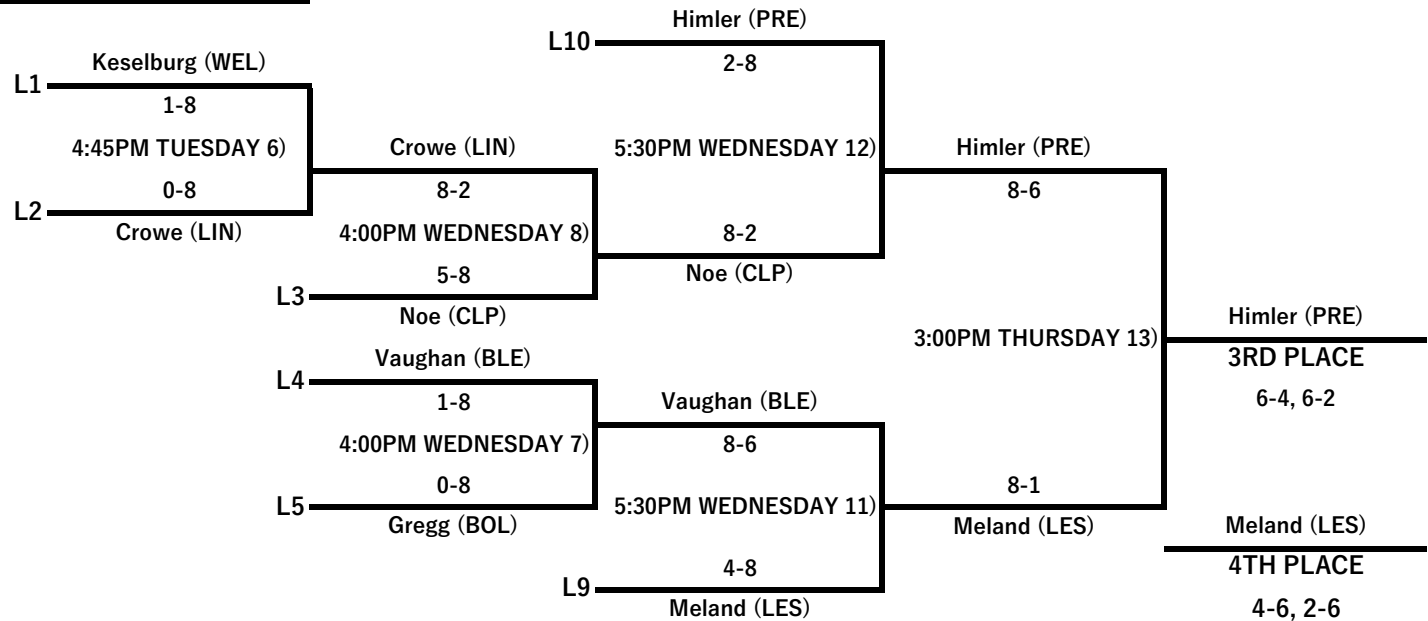 Himler (PRE)
L10
2-8
Keselburg (WEL)
L1
1-8
4:45PM TUESDAY 6)
0-8
L2
Crowe (LIN)
Crowe (LIN)
8-2
4:00PM WEDNESDAY 8)
5-8
L3
Noe (CLP)
5:30PM WEDNESDAY 12)
8-2
Noe (CLP)
Himler (PRE)
8-6
Vaughan (BLE)
L4
1-8
4:00PM WEDNESDAY 7)
0-8
L5
Gregg (BOL)
Vaughan (BLE)
8-6
5:30PM WEDNESDAY 11)
4-8
L9
Meland (LES)
3:00PM THURSDAY 13)
8-1
Meland (LES)
Himler (PRE)
3RD PLACE
6-4, 6-2
Meland (LES)
4TH PLACE
4-6, 2-6